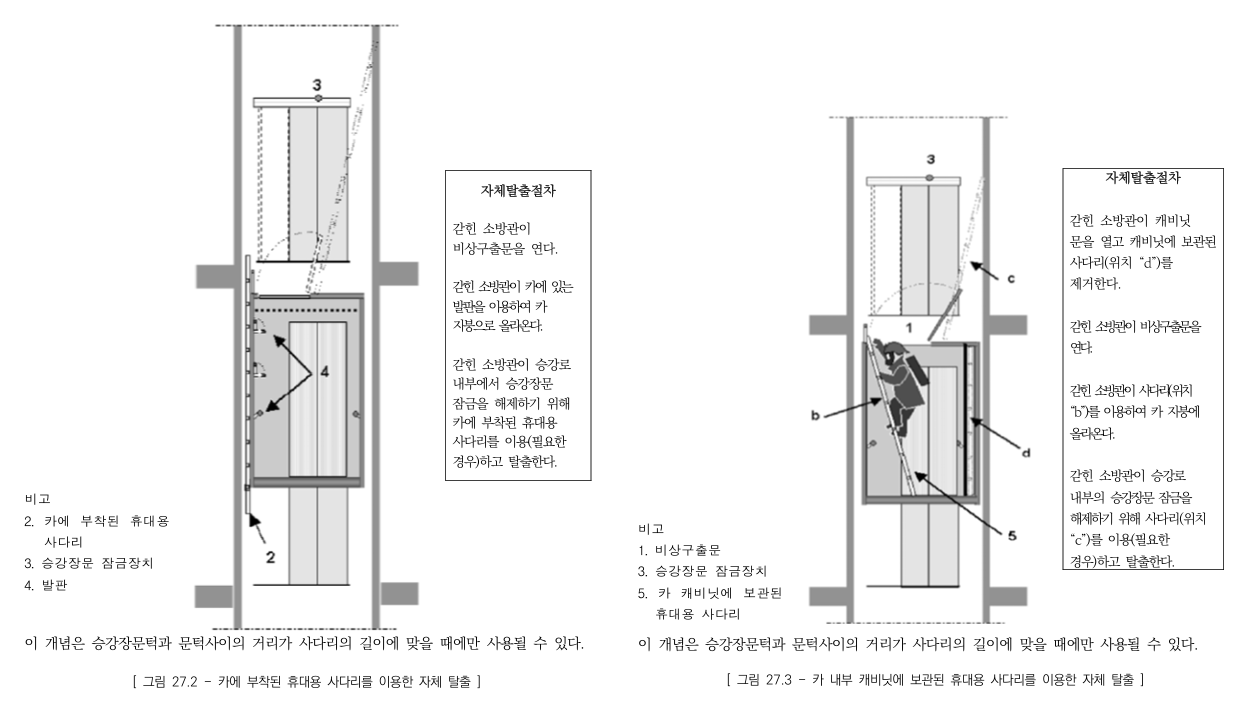 3
4
2
자체탈출절차
갇힌 소방관이
비상구출문을 연다.
갇힌 소방관이 카에 있는
발판을 이용하여 카
지붕으로 올라온다.
갇힌 소방관이 승강로
내부에서 승강장문
잠금을 해제하기 위해
카에 부착된 휴대용
사다리를 이용(필요한
경우)하고 탈출한다.
비고
2. 카에 부착된 휴대용
사다리
3. 승강장문 잠금장치
4. 발판
이 개념은 승강장문턱과 문턱사이의 거리가 사다리의 길이에 맞을 때에만 사용될 수 있다.
[ 그림 27.2 - 카에 부착된 휴대용 사다리를 이용한 자체 탈출 ]
3
c
1
b
d
5
자체탈출절차
갇힌 소방관이 캐비닛
문을 열고 캐비닛에 보관된
사다리(위치 “d”)를
제거한다.
갇힌 소방관이 비상구출문을
연다.
갇힌 소방관이 사다리(위치
“b”)를 이용하여 카 지붕에
올라온다.
갇힌 소방관이 승강로
내부의 승강장문 잠금을
해제하기 위해 사다리(위치
“c”)를 이용(필요한
경우)하고 탈출한다.
비고
1. 비상구출문
3. 승강장문 잠금장치
5. 카 캐비닛에 보관된
휴대용 사다리
이 개념은 승강장문턱과 문턱사이의 거리가 사다리의 길이에 맞을 때에만 사용될 수 있다.
[ 그림 27.3 - 카 내부 캐비닛에 보관된 휴대용 사다리를 이용한 자체 탈출 ]